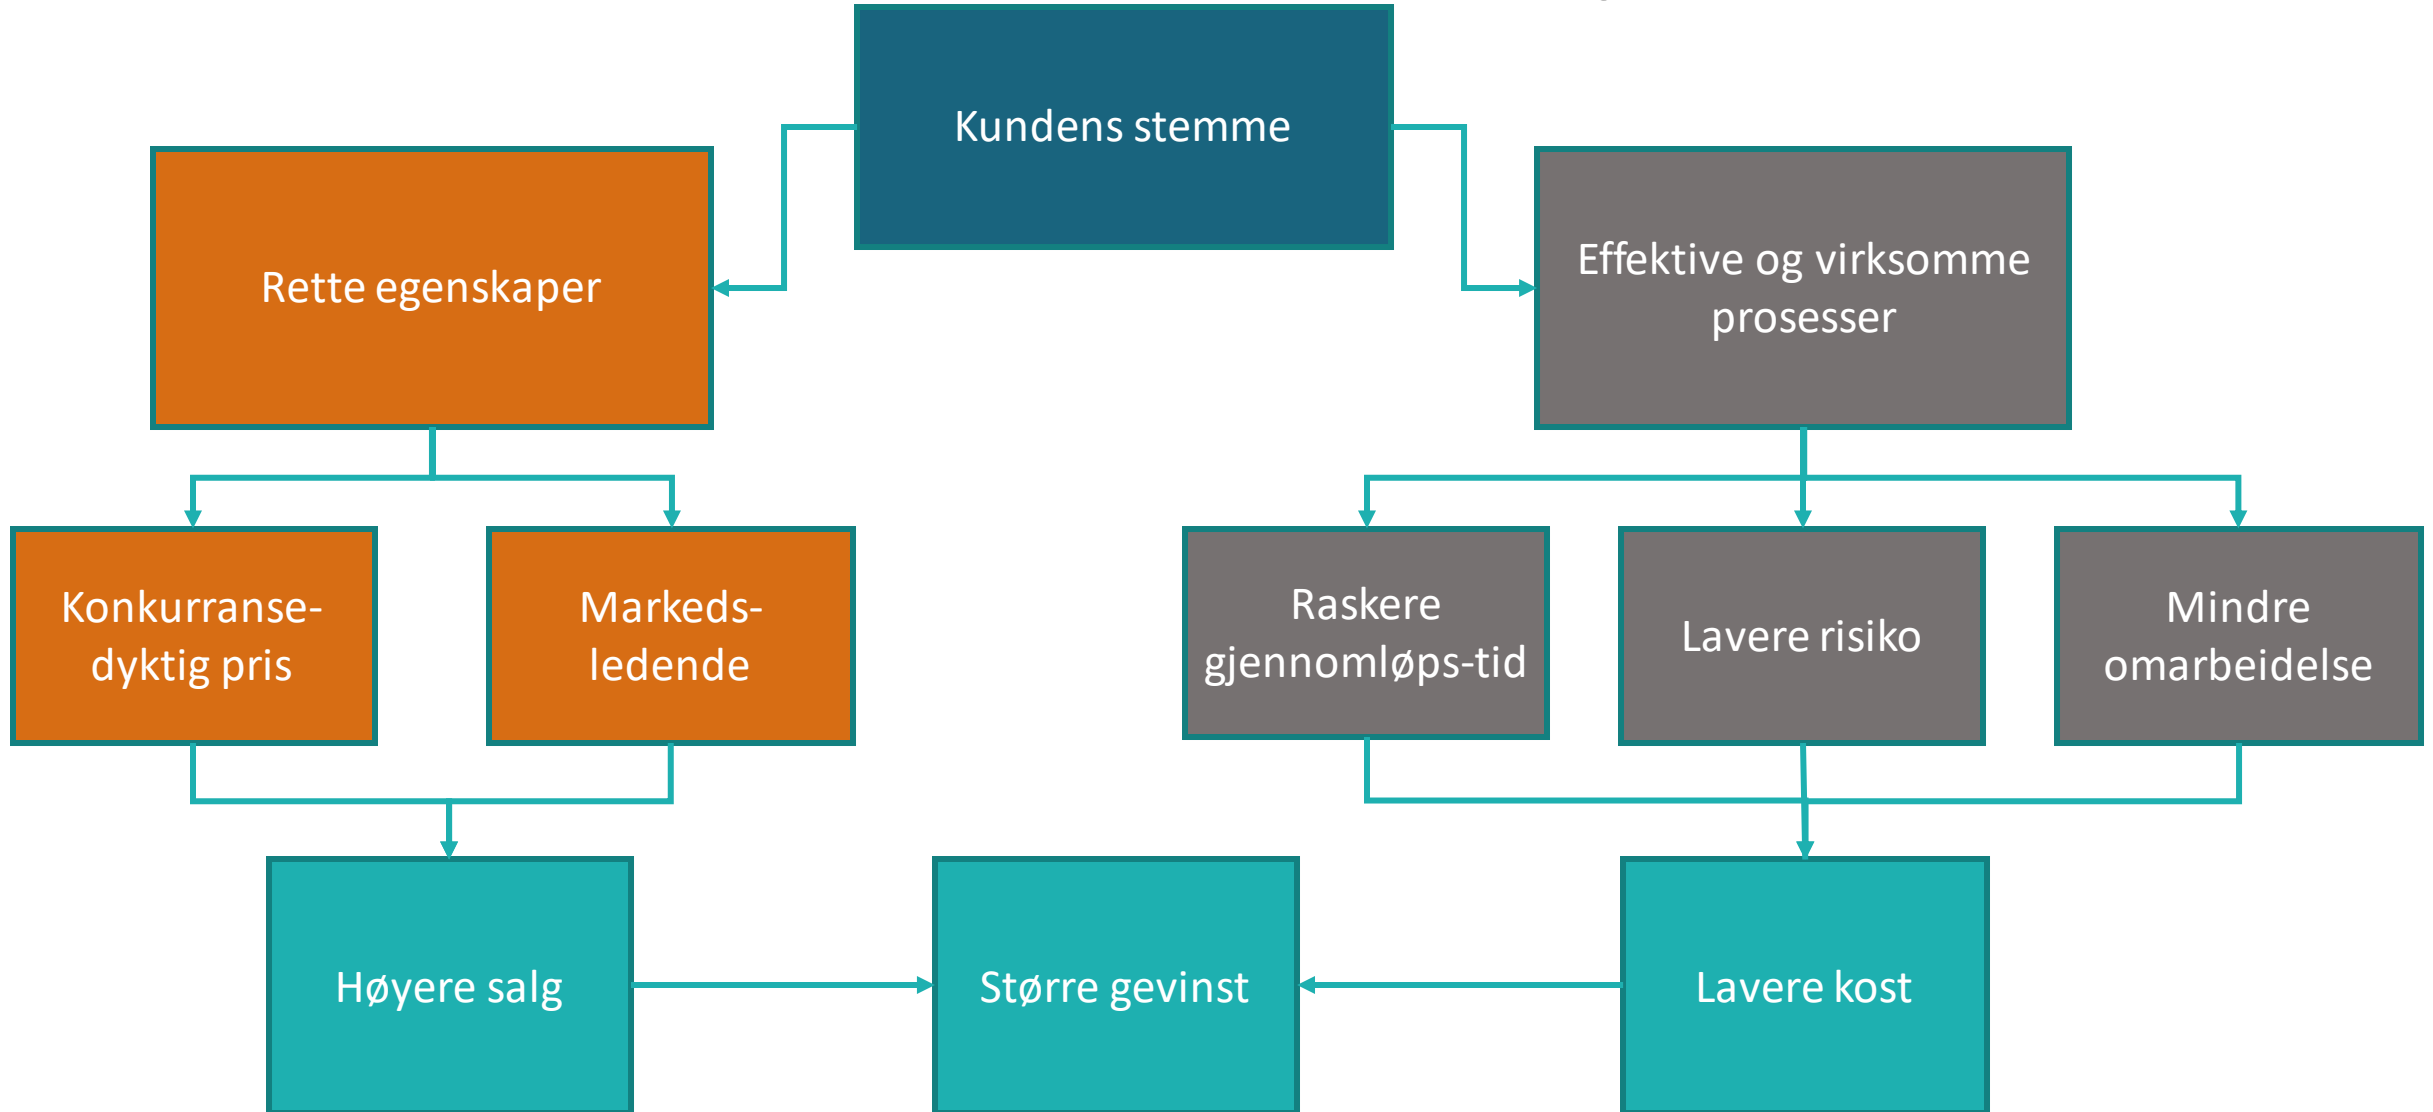 Kundens stemme
Rette egenskaper
Effektive og virksomme
prosesser
Konkurranse-
dyktig pris
Markeds-
ledende
Raskere
gjennomløps-tid
Lavere risiko
Mindre
omarbeidelse
Høyere salg
Større gevinst
Lavere kost